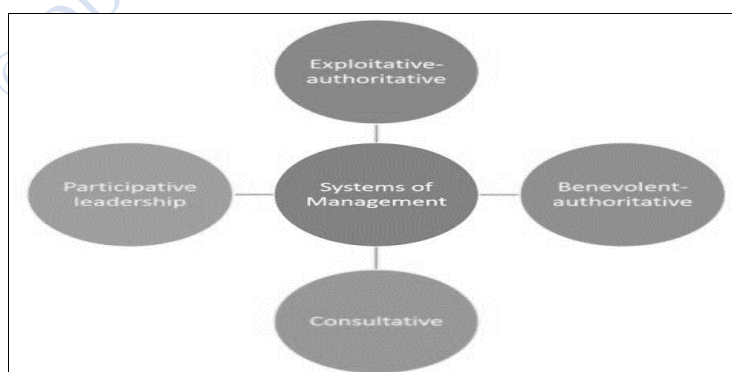 Exploitative-
authoritative
Participative
leadership
Systems of
Management
Benevolent-
authoritative
Consultative